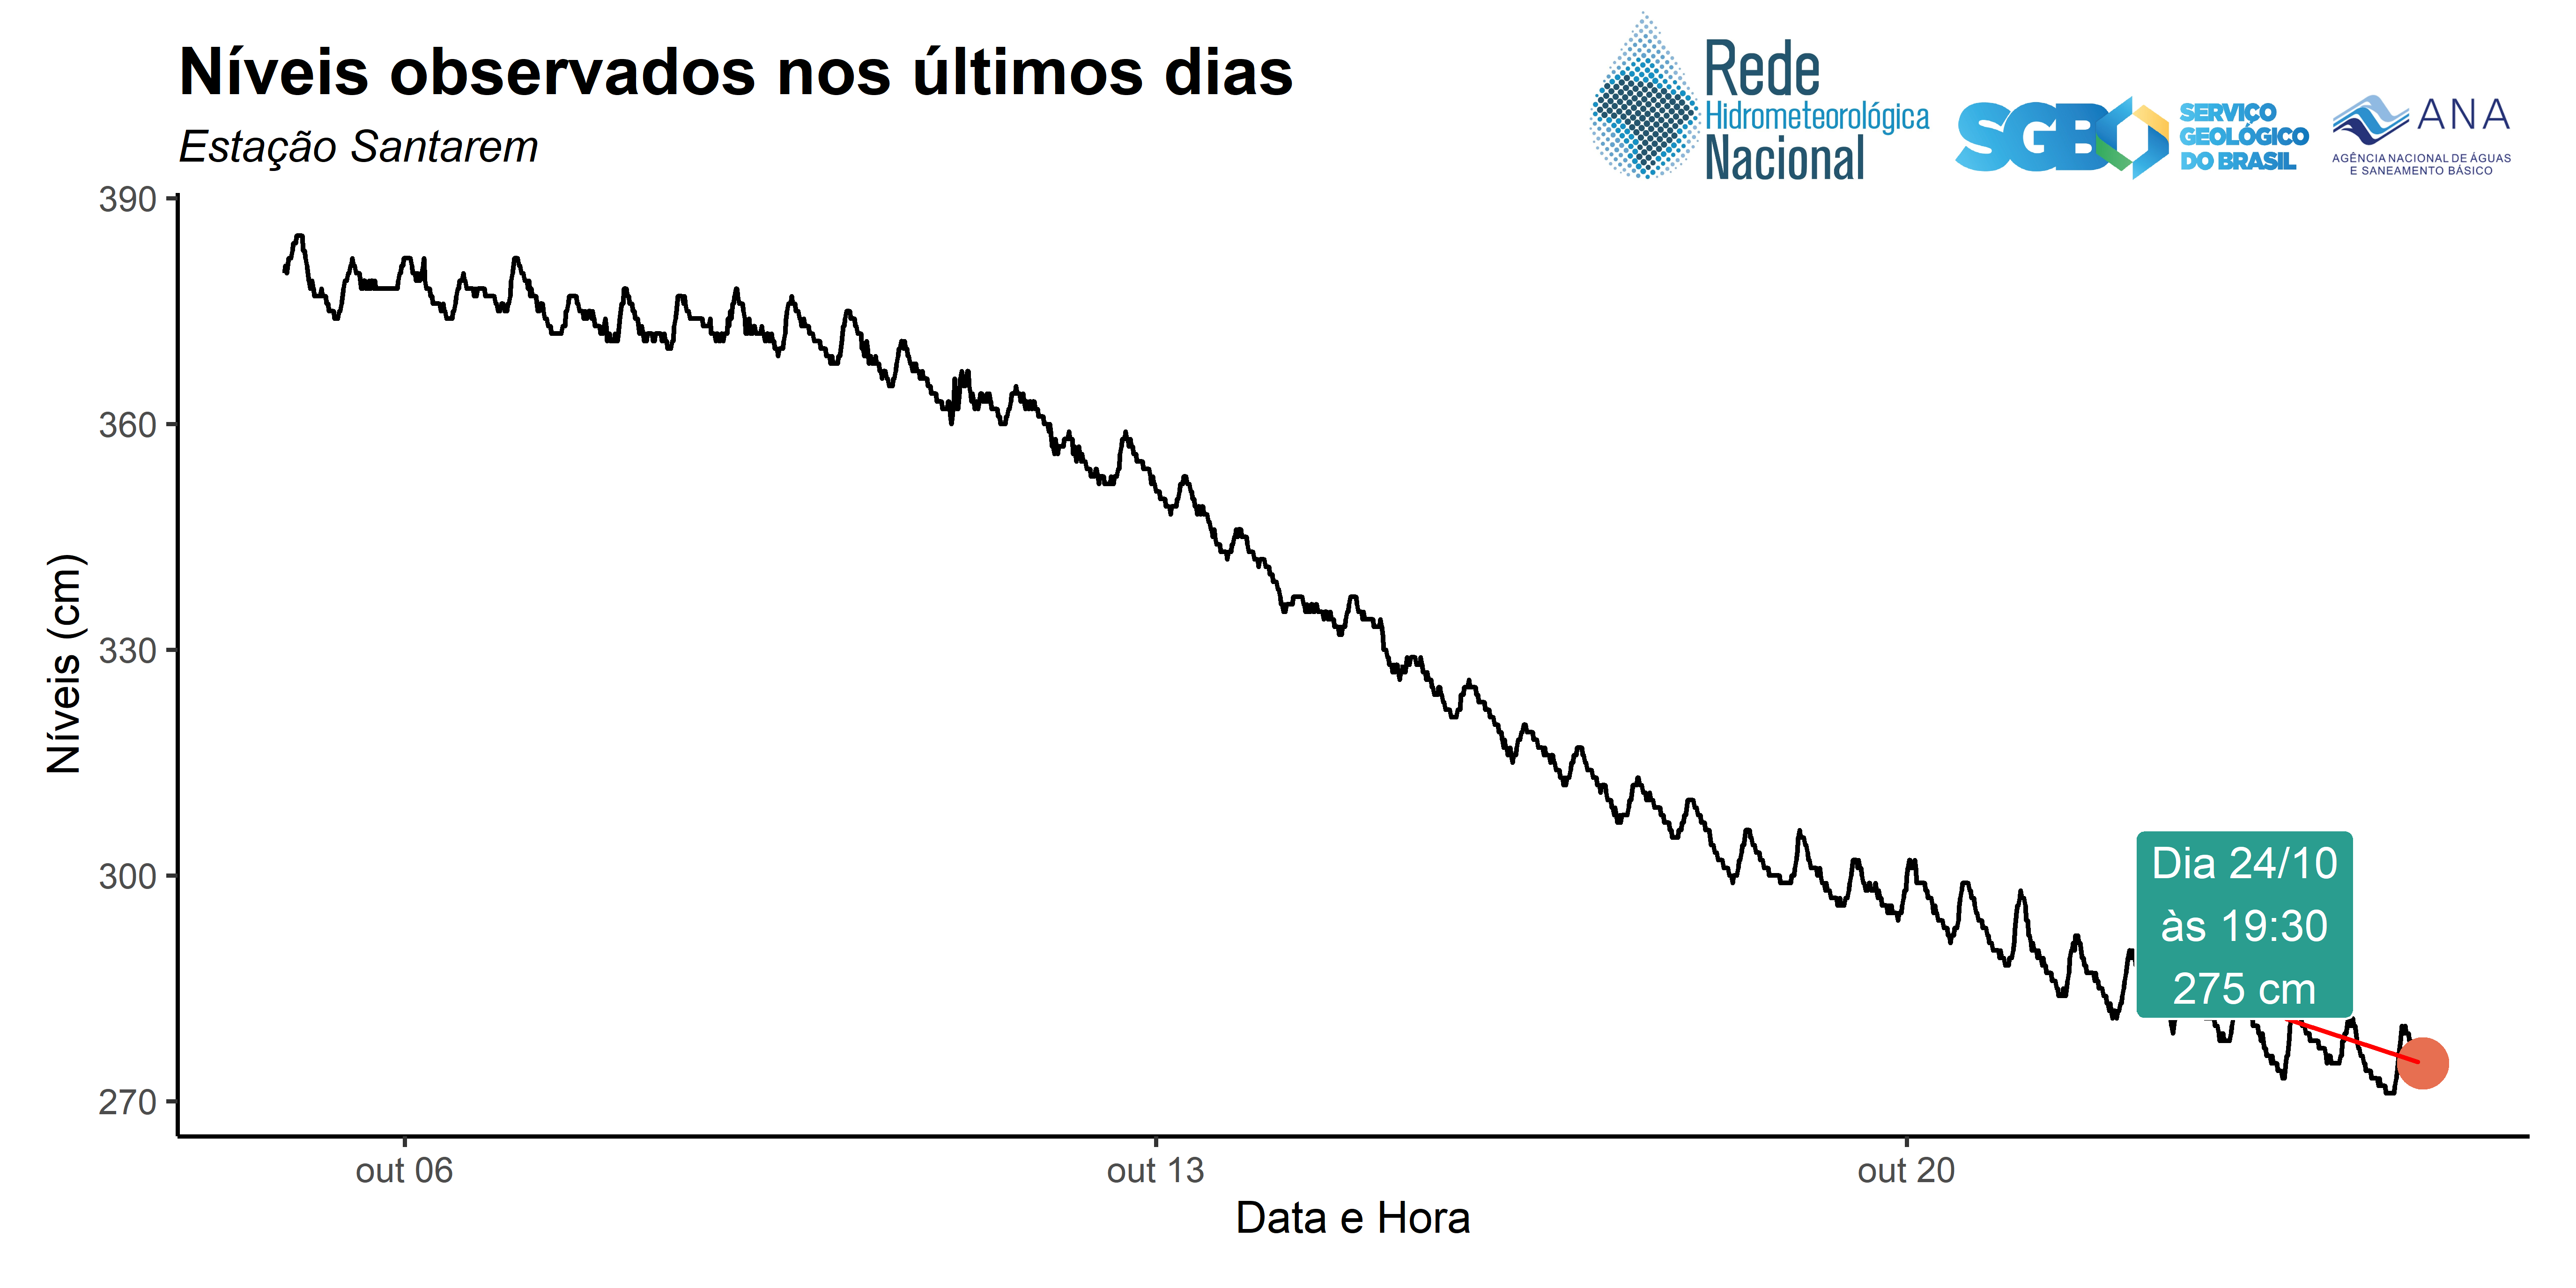 Níveis observados nos últimos dias
Estação Santarem
Rede
Hidrometeorológica
Nacional
SGB
SERVIÇO
GEOLÓGICO
DO BRASIL
ANA
AGÊNCIA NACIONAL DE ÁGUAS
E SANEAMENTO BÁSICO
390
360
330
300
270
Níveis (cm)
Dia 24/10
às 19:30
275 cm
out 06
out 13
out 20
Data e Hora